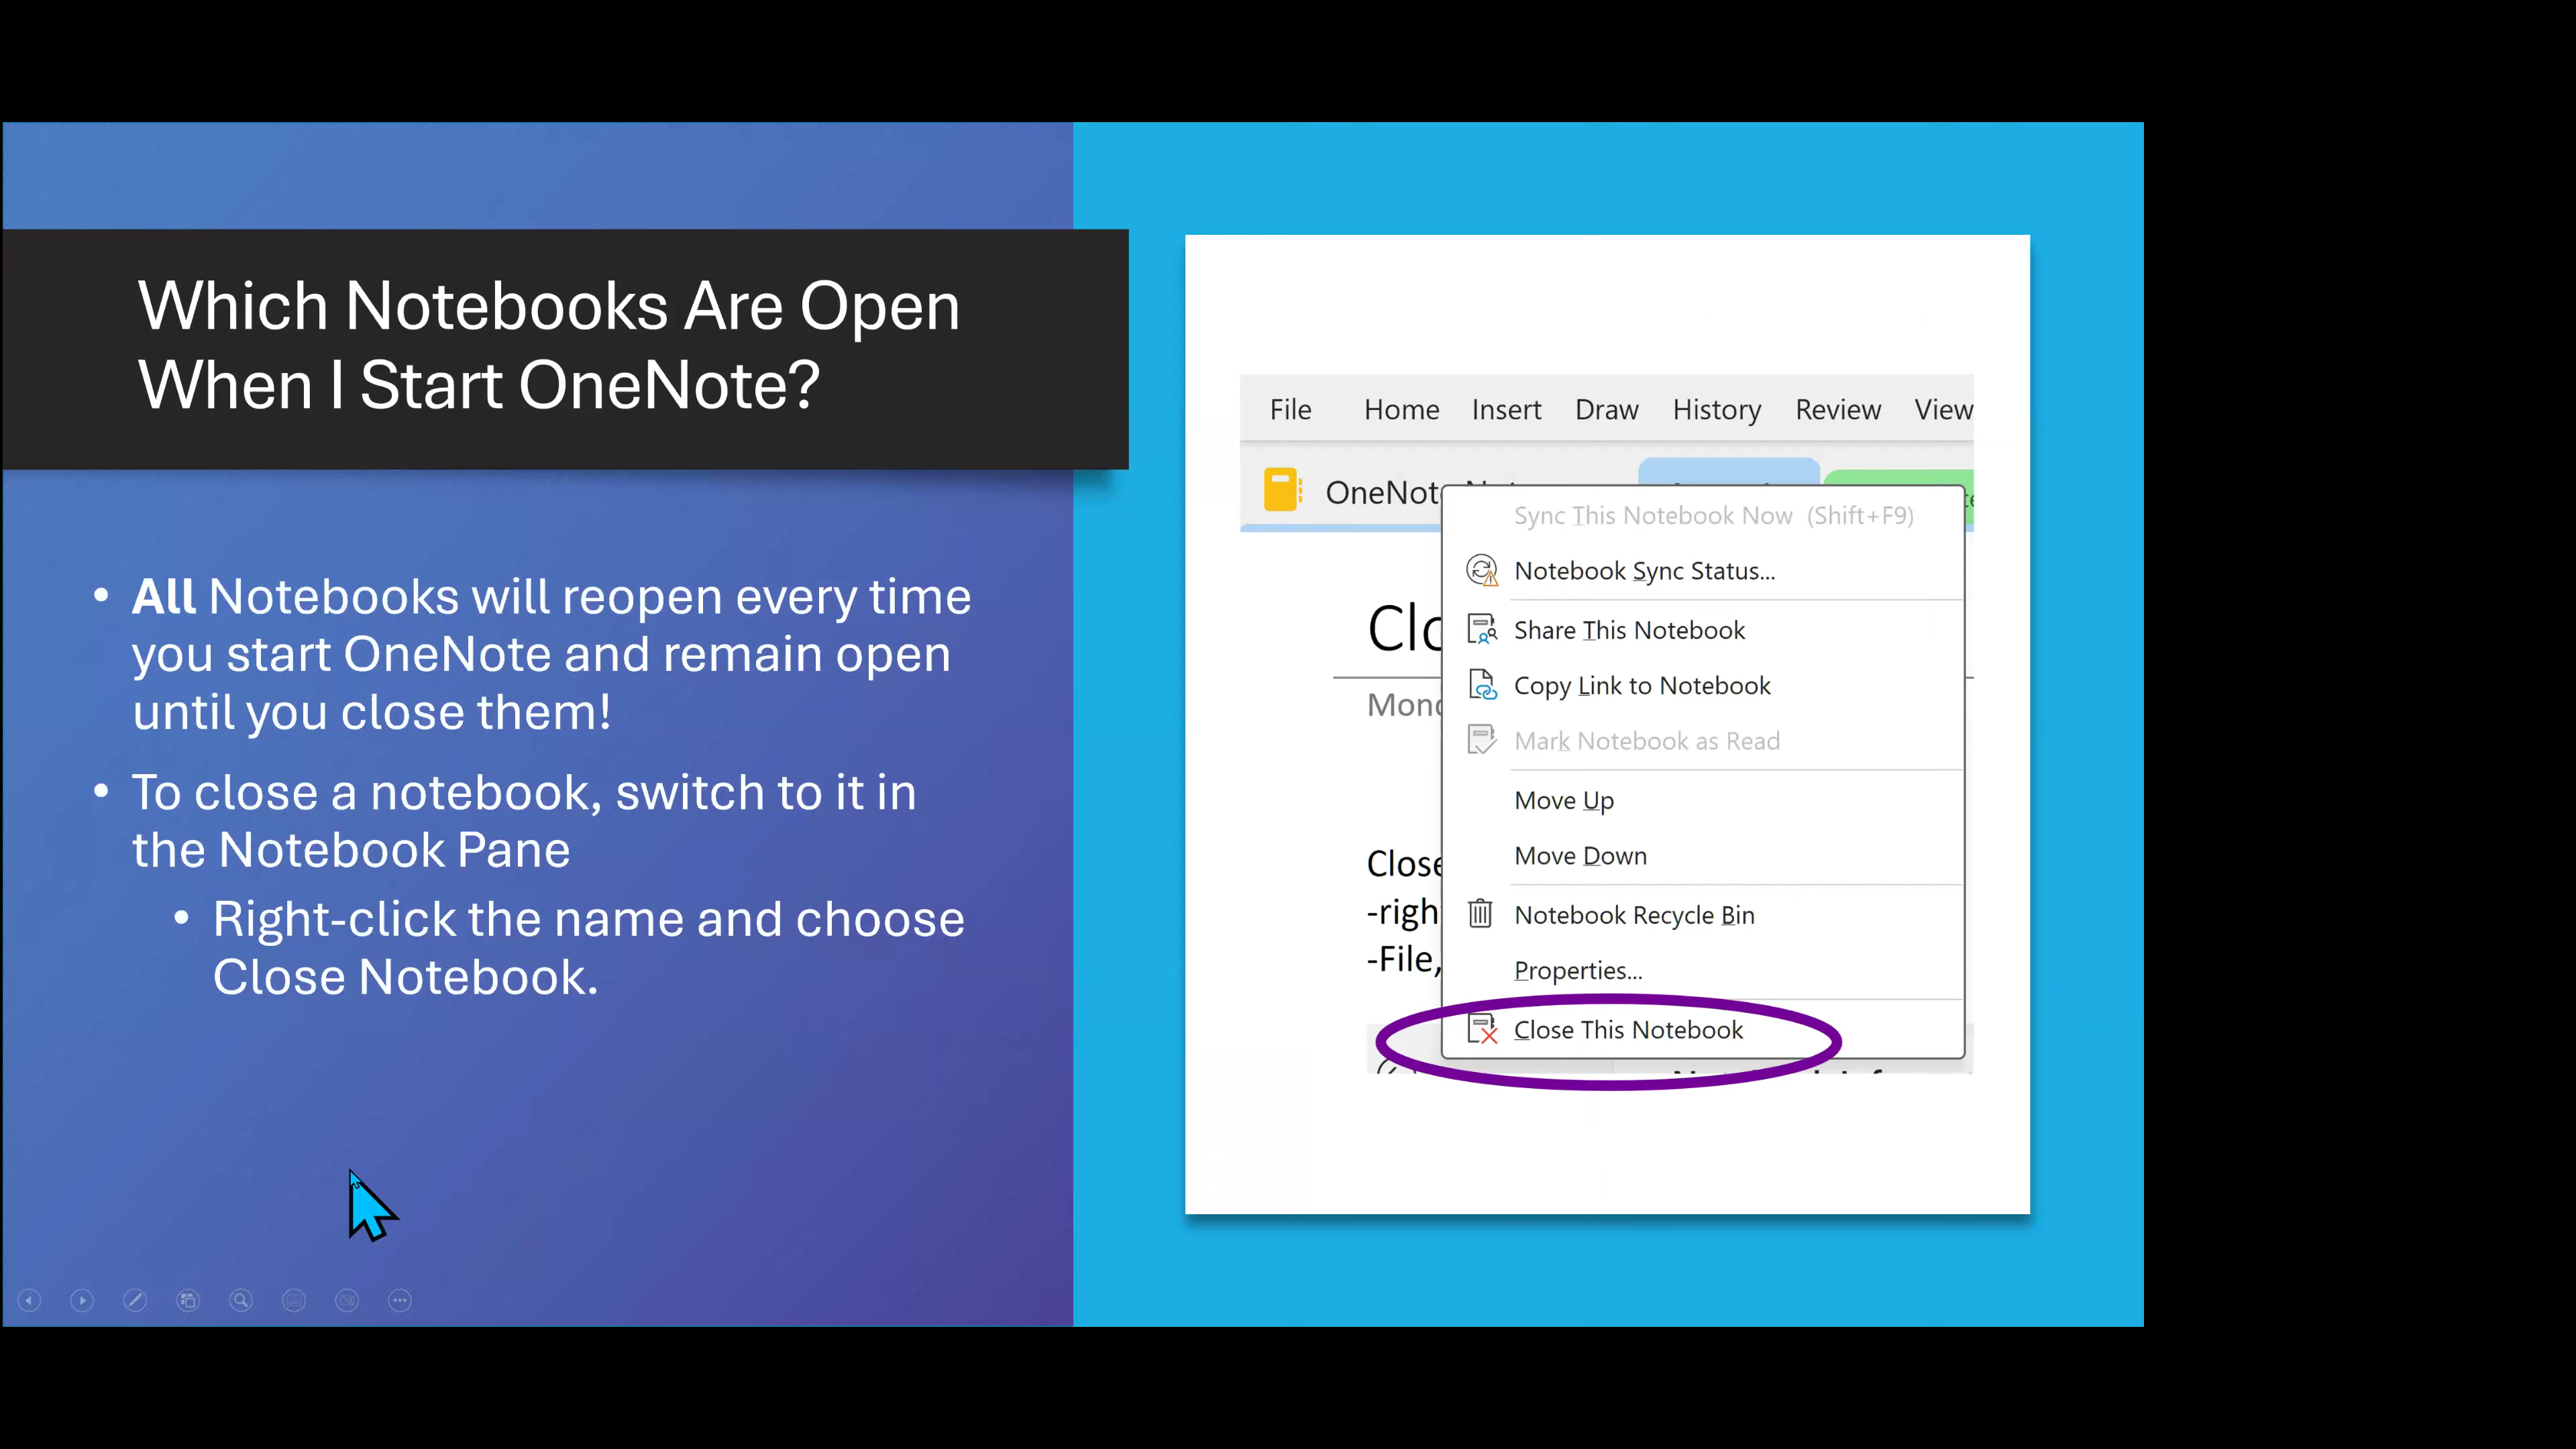 Which Notebooks Are Open
When I Start OneNote?
• All Notebooks will reopen every time
you start OneNote and remain open
until you close them!
• To close a notebook, switch to it in
the Notebook Pane
• Right-click the name and choose
Close Notebook.
File Home Insert Draw History Review View
Sync This Notebook Now (Shift+F9)
Notebook Sync Status...
Share This Notebook
Copy Link to Notebook
Mark Notebook as Read
Move Up
Move Down
Notebook Recycle Bin
Properties...
Close This Notebook
Close
-File,